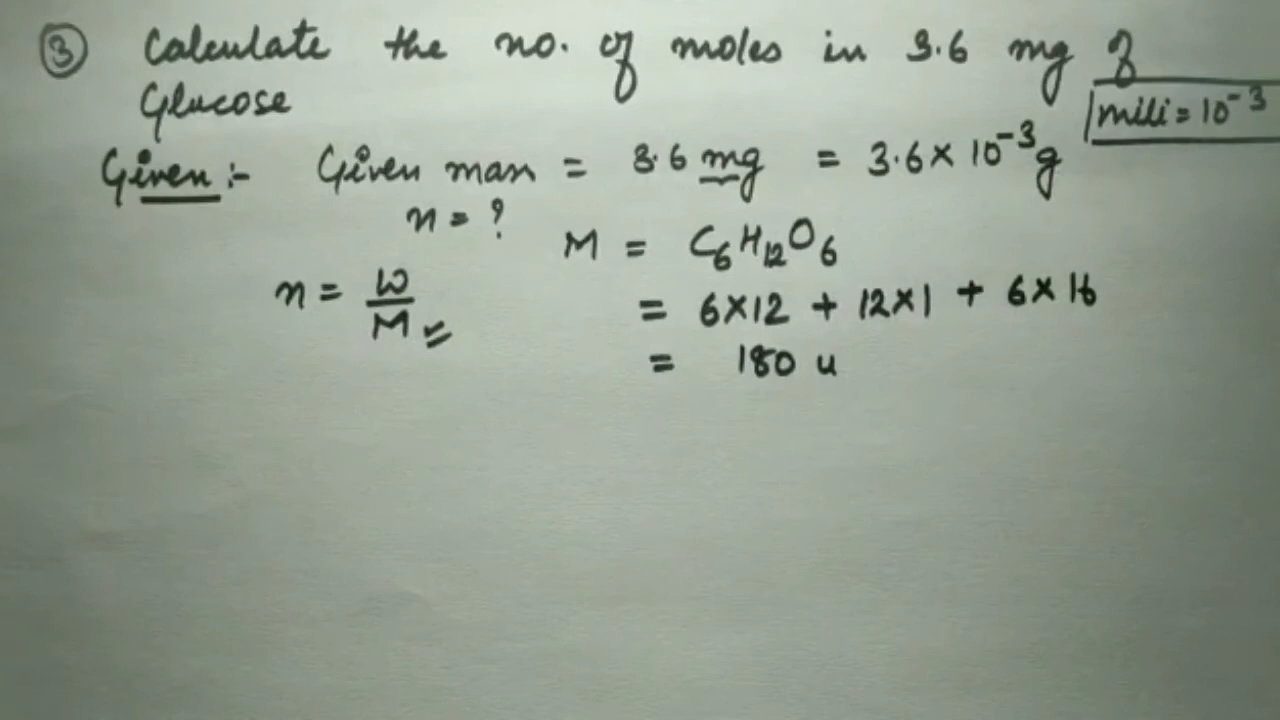 ③ Calculate the no. of moles in 3.6 mg of
Glucose
mili = 10⁻³
Given :- Given mass = 3.6 mg = 3.6 × 10⁻³ g
n = ?
M = C₆H₁₂O₆
n = w/M
= 6×12 + 12×1 + 6×16
= 180 u